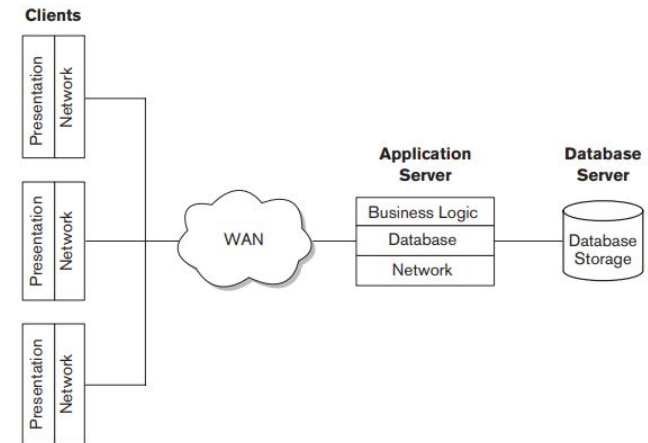 Clients
Presentation
Network
Presentation
Network
Presentation
Network
WAN
Application
Server
Business Logic
Database
Network
Database
Server
Database
Storage